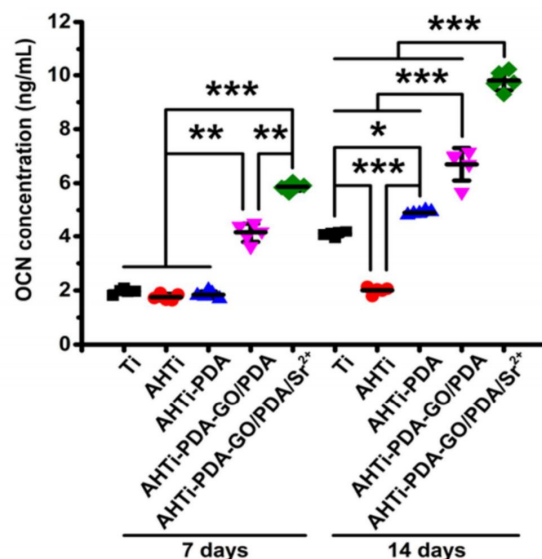 OCN concentration (ng/mL)
12
10
8
6
4
2
0
***
**
**
***
***
*
***
Ti
AHTi
AHTi-PDA
AHTi-PDA-GO/PDA
AHTi-PDA-GO/PDA/Sr²⁺
Ti
AHTi
AHTi-PDA
AHTi-PDA-GO/PDA
AHTi-PDA-GO/PDA/Sr²⁺
7 days
14 days